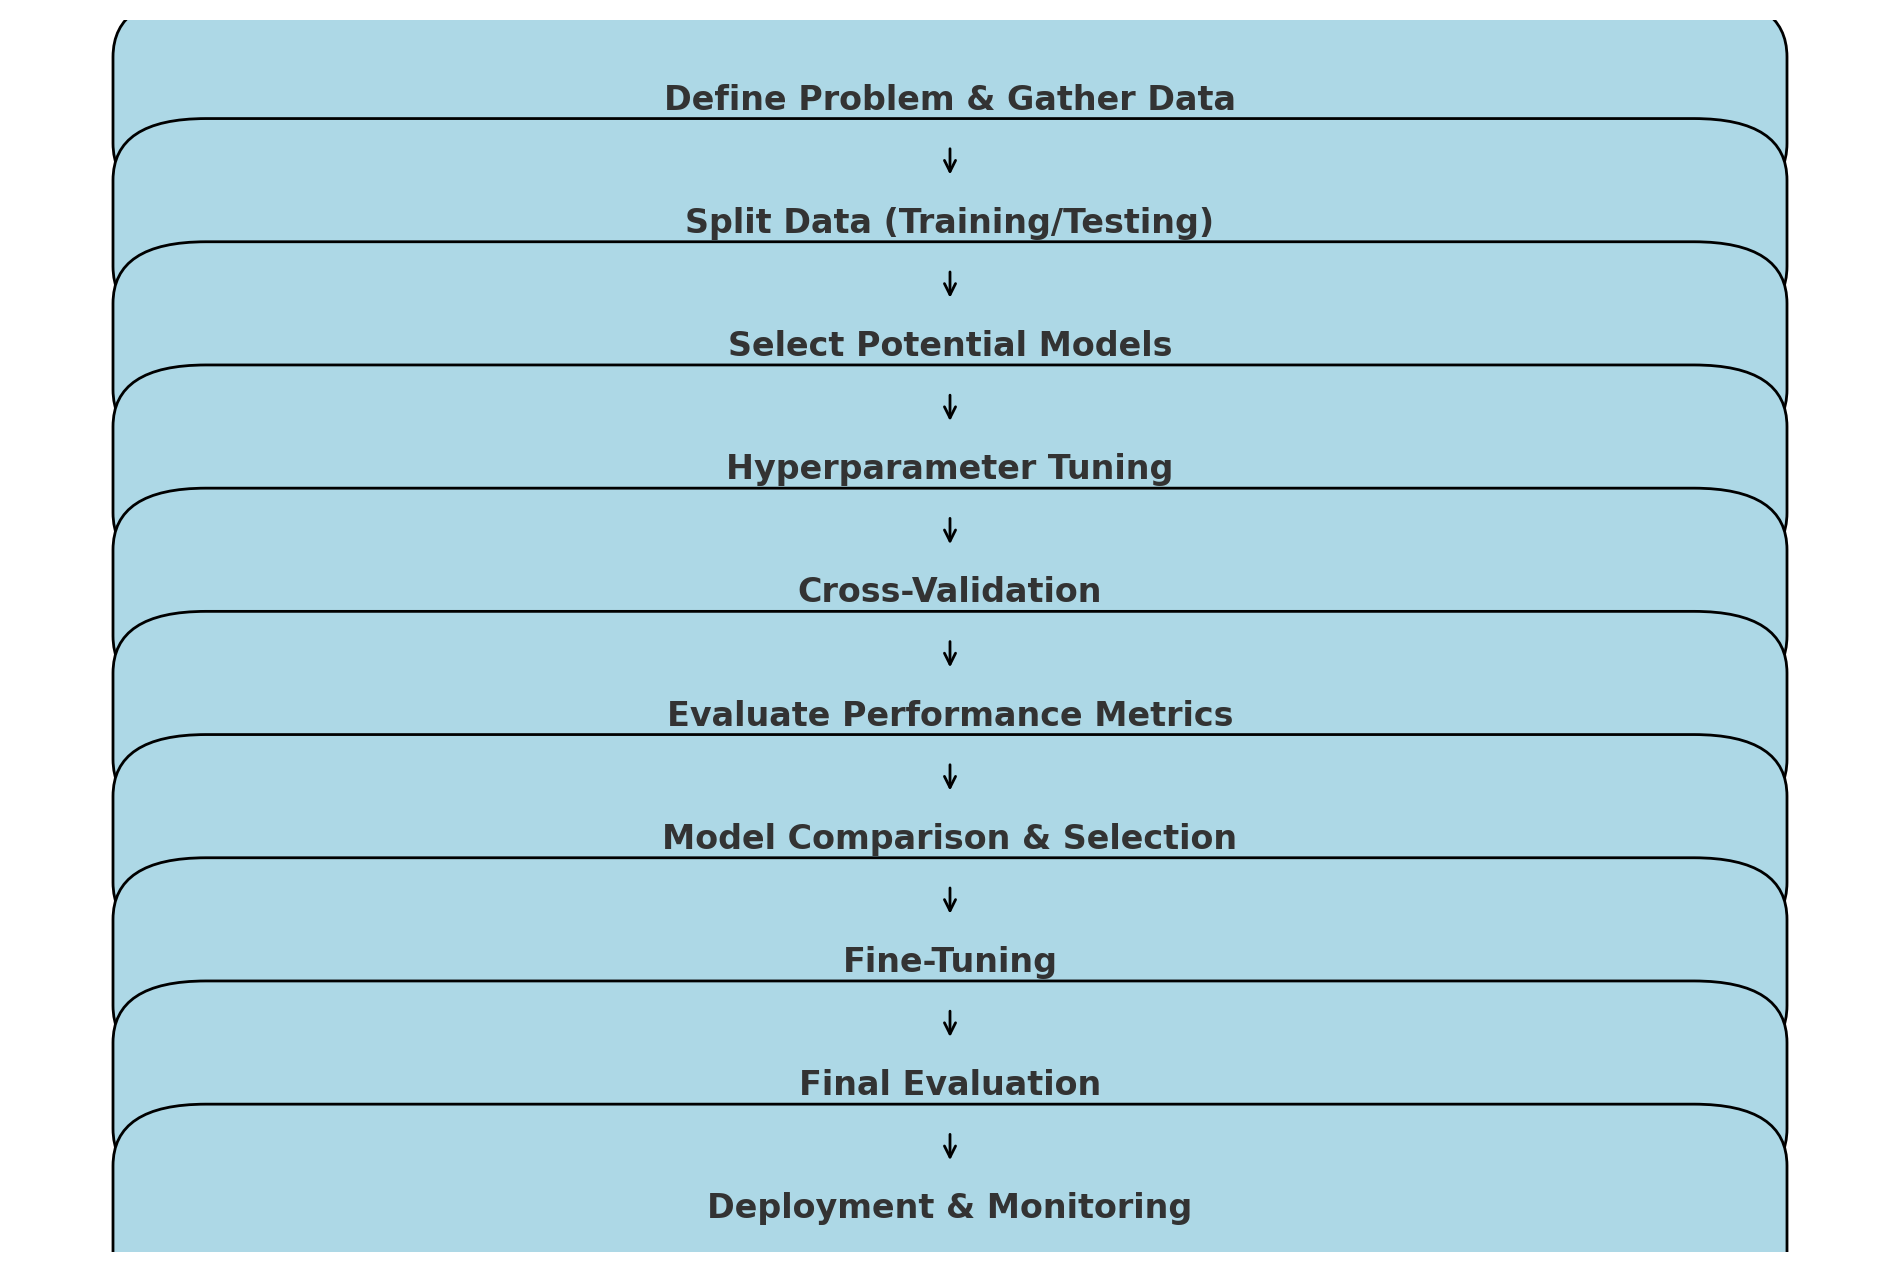 Define Problem & Gather Data
Split Data (Training/Testing)
Select Potential Models
Hyperparameter Tuning
Cross-Validation
Evaluate Performance Metrics
Model Comparison & Selection
Fine-Tuning
Final Evaluation
Deployment & Monitoring